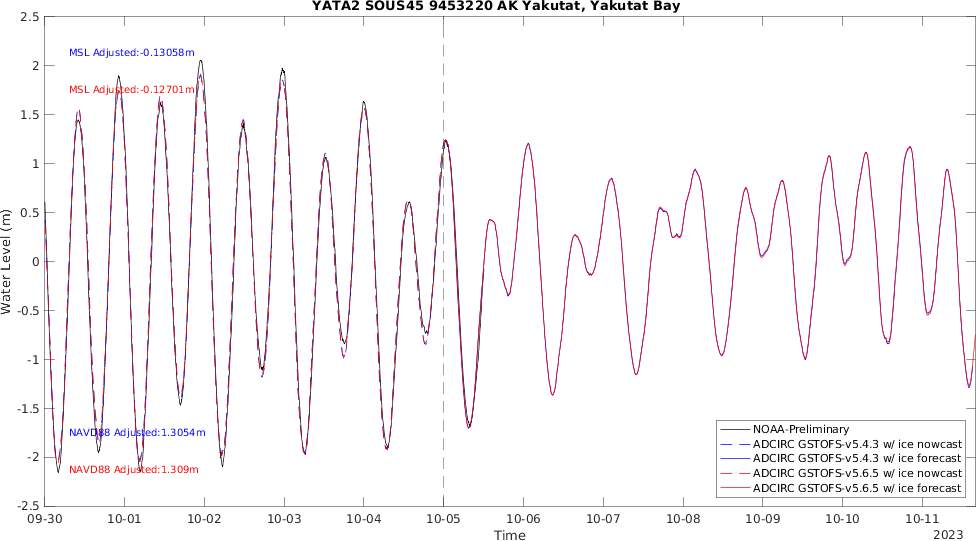 YATA2 SOUS45 9453220 AK Yakutat, Yakutat Bay
2.5
2
1.5
1
0.5
0
-0.5
-1
-1.5
-2
-2.5
Water Level (m)
MSL Adjusted:-0.13058m
MSL Adjusted:-0.12701m
NAVD88 Adjusted:1.3054m
NAVD88 Adjusted:1.309m
NOAA-Preliminary
ADCIRC GSTOFS-v5.4.3 w/ ice nowcast
ADCIRC GSTOFS-v5.4.3 w/ ice forecast
ADCIRC GSTOFS-v5.6.5 w/ ice nowcast
ADCIRC GSTOFS-v5.6.5 w/ ice forecast
09-30 10-01 10-02 10-03 10-04 10-05 10-06 10-07 10-08 10-09 10-10 10-11
Time
2023